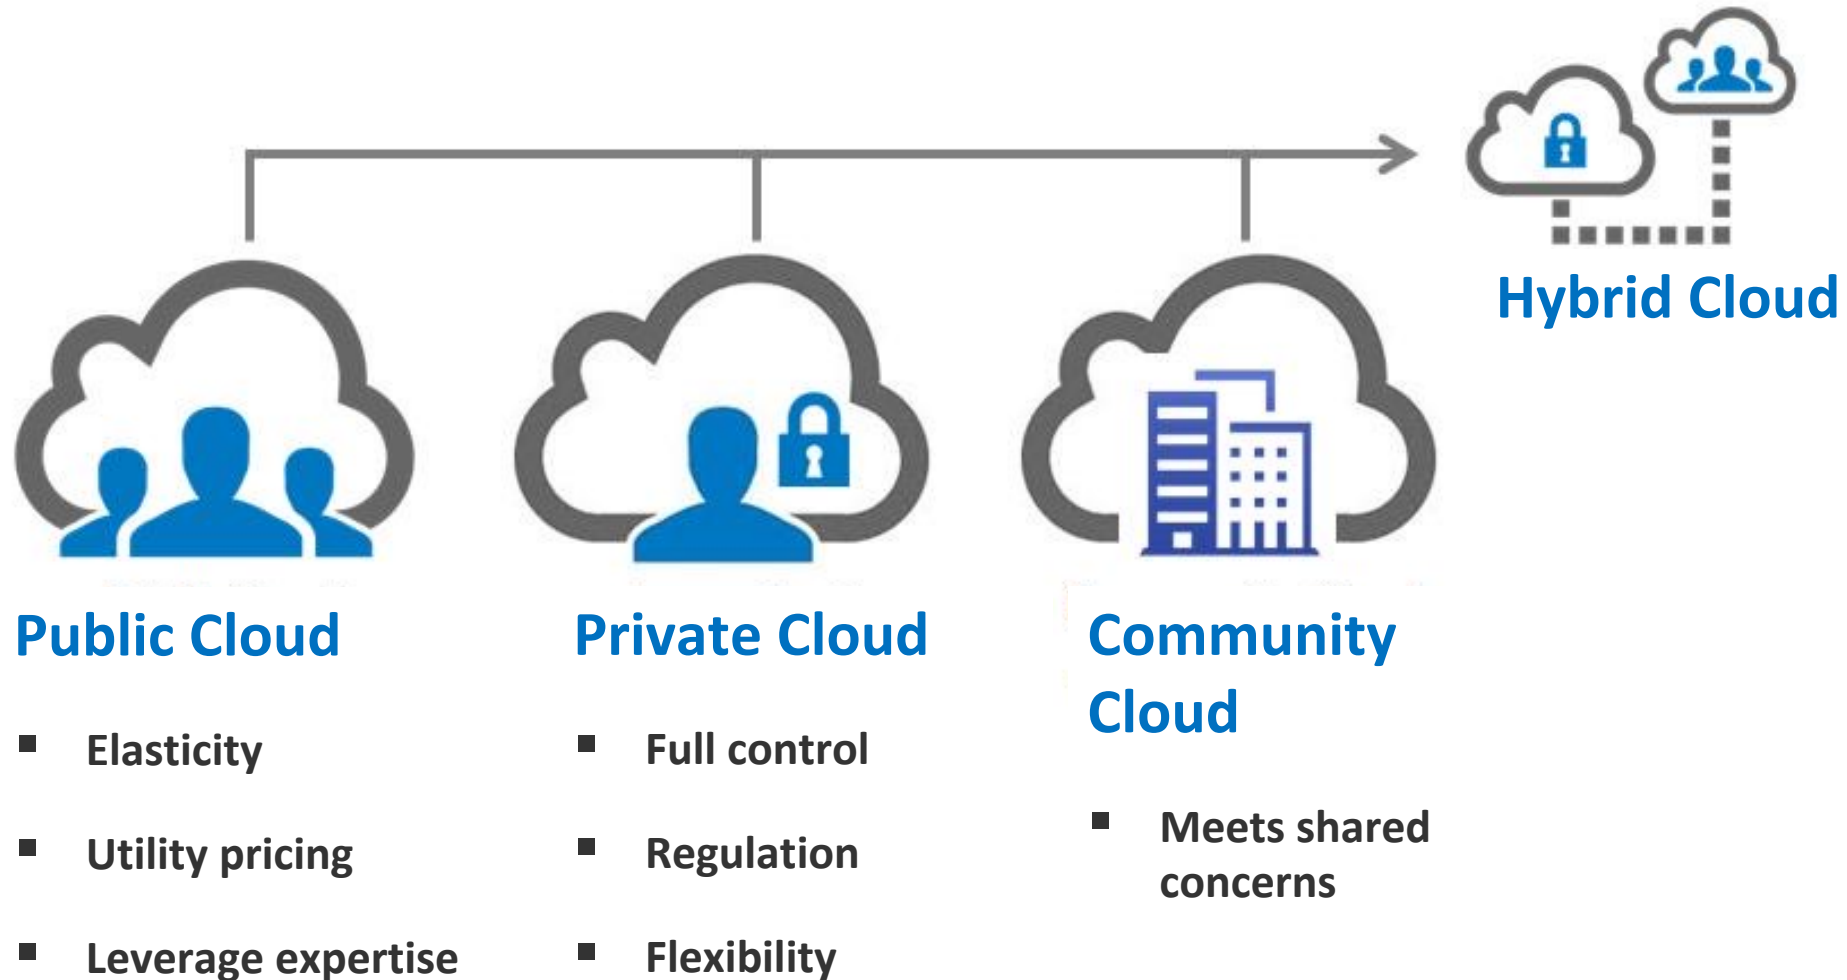 Hybrid Cloud
Public Cloud
Elasticity
Utility pricing
Leverage expertise
Private Cloud
Full control
Regulation
Flexibility
Community
Cloud
Meets shared
concerns